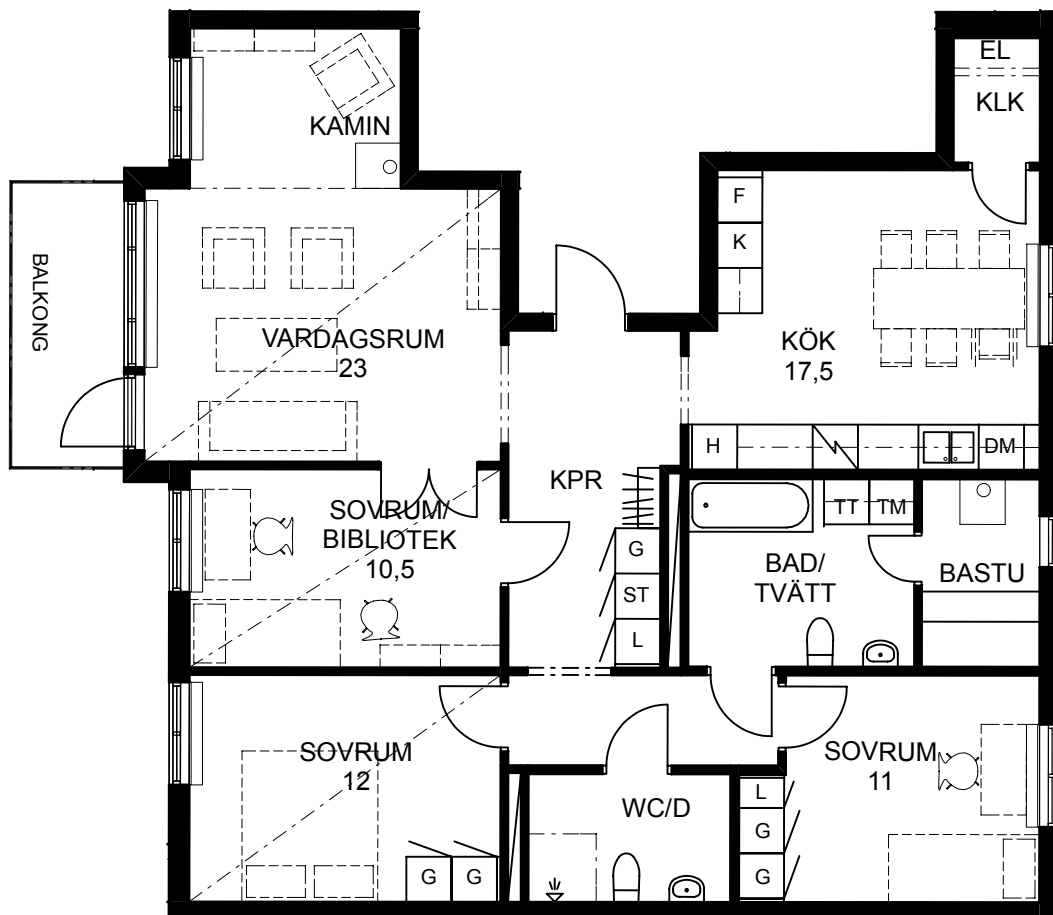 EL
KLK
KAMIN
F
K
BALKONG
VARDAGSRUM
23
KÖK
17,5
H
DM
KPR
SOVRUM/
BIBLIOTEK
10,5
G
ST
L
TT
TM
BAD/
TVÄTT
BASTU
SOVRUM
12
G
G
WC/D
L
G
G
SOVRUM
11